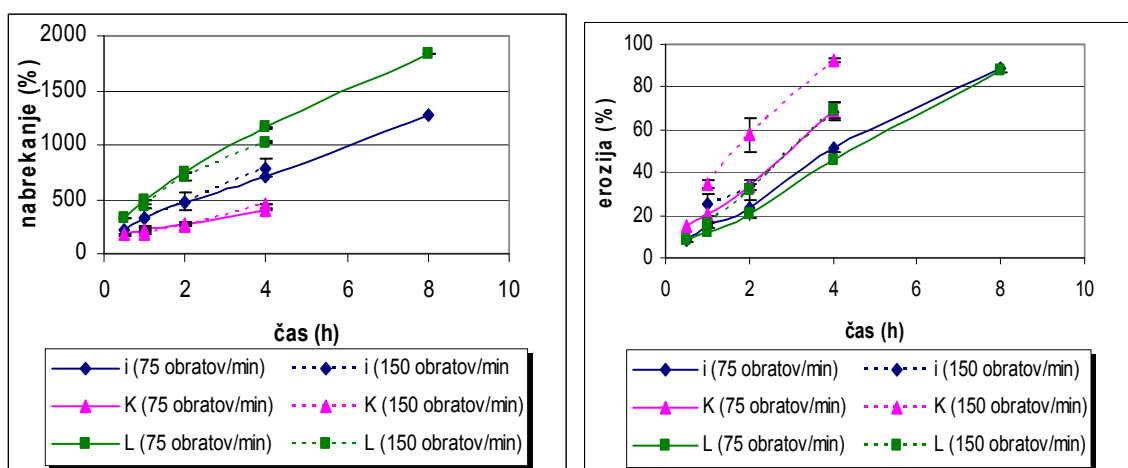 nabrekanje (%)
2000
1500
1000
500
0
0 2 4 6 8 10
čas (h)
i (75 obratov/min) i (150 obratov/min
K (75 obratov/min) K (150 obratov/min)
L (75 obratov/min) L (150 obratov/min)
erozija (%)
100
80
60
40
20
0
0 2 4 6 8 10
čas (h)
i (75 obratov/min) i (150 obratov/min)
K (75 obratov/min) K (150 obratov/min)
L (75 obratov/min) L (150 obratov/min)